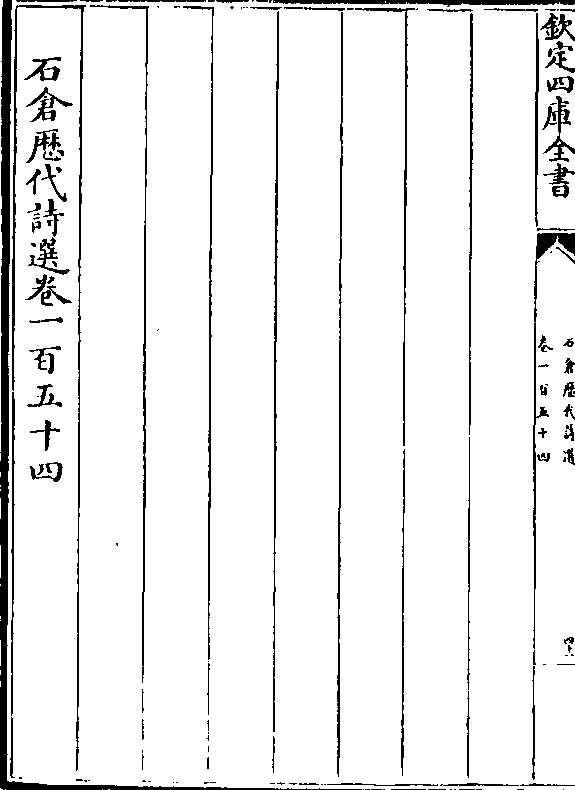 欽定四庫全書
石倉歷代詩選
卷一百五十四
石倉歷代詩選卷一百五十四